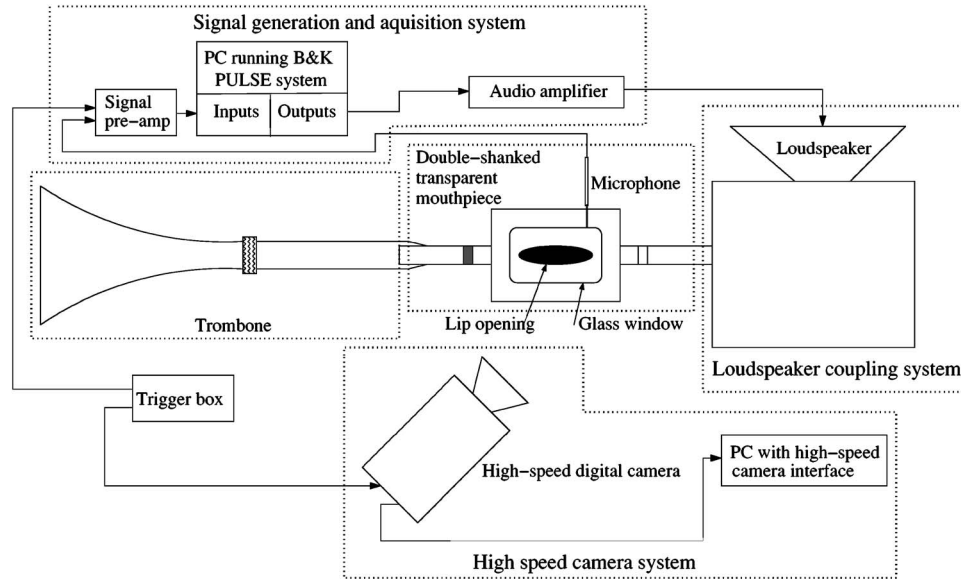 Signal generation and aquisition system
PC running B&K
PULSE system
Signal
pre-amp
Inputs
Outputs
Audio amplifier
Loudspeaker
Double-shanked
transparent
mouthpiece
Microphone
Trombone
Lip opening
Glass window
Loudspeaker coupling system
Trigger box
High-speed digital camera
PC with high-speed
camera interface
High speed camera system